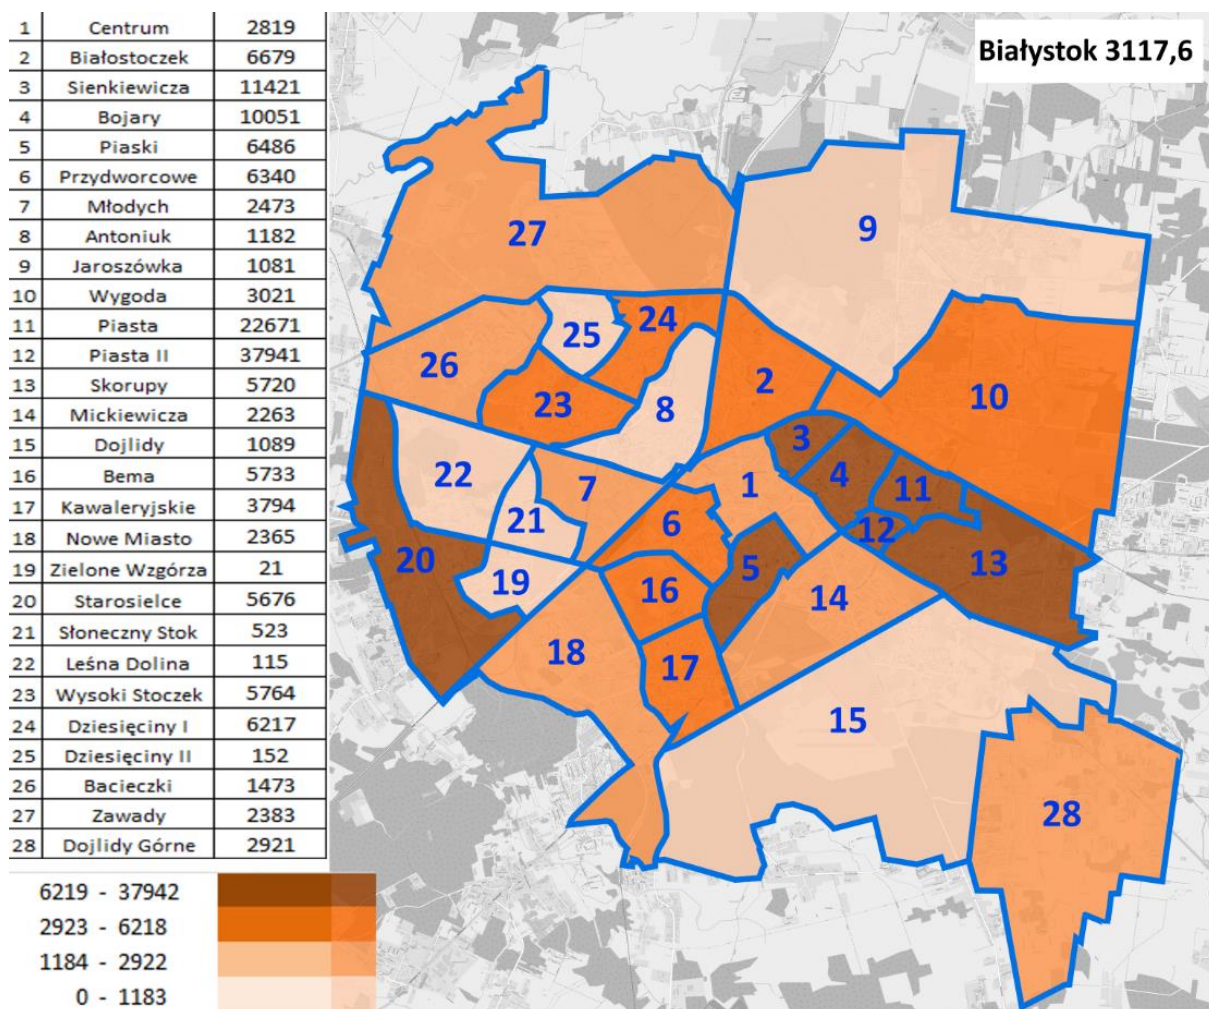 1 Centrum 2819
2 Białostoczek 6679
3 Sienkiewicza 11421
4 Bojary 10051
5 Piaski 6486
6 Przydworcowe 6340
7 Młodych 2473
8 Antoniuk 1182
9 Jaroszówka 1081
10 Wygoda 3021
11 Piasta 22671
12 Piasta II 37941
13 Skorupy 5720
14 Mickiewicza 2263
15 Dojlidy 1089
16 Bema 5733
17 Kawaleryjskie 3794
18 Nowe Miasto 2365
19 Zielone Wzgórza 21
20 Starosielce 5676
21 Słoneczny Stok 523
22 Leśna Dolina 115
23 Wysoki Stoczek 5764
24 Dziesięciny I 6217
25 Dziesięciny II 152
26 Bacieczki 1473
27 Zawady 2383
28 Dojlidy Górne 2921
6219 - 37942
2923 - 6218
1184 - 2922
0 - 1183
Białystok 3117,6
27
9
25
24
26
2
23
8
10
3
22
1
4
11
7
21
6
12
20
5
13
19
16
14
18
17
15
28